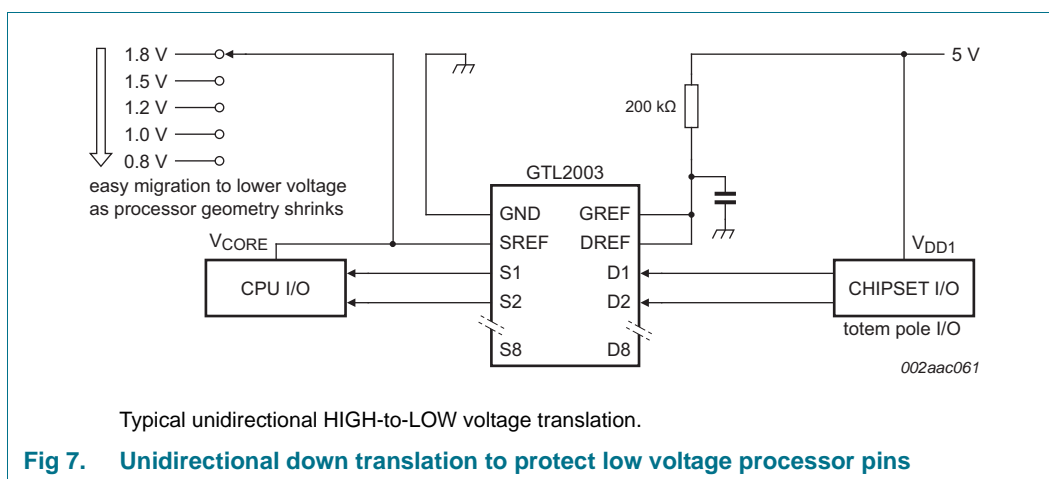 1.8 V
1.5 V
1.2 V
1.0 V
0.8 V
easy migration to lower voltage
as processor geometry shrinks
5 V
200 kΩ
GTL2003
GND GREF
SREF DREF
S1 D1
S2 D2
S8 D8
VCORE
CPU I/O
VDD1
CHIPSET I/O
totem pole I/O
002aac061
Typical unidirectional HIGH-to-LOW voltage translation.
Fig 7. Unidirectional down translation to protect low voltage processor pins